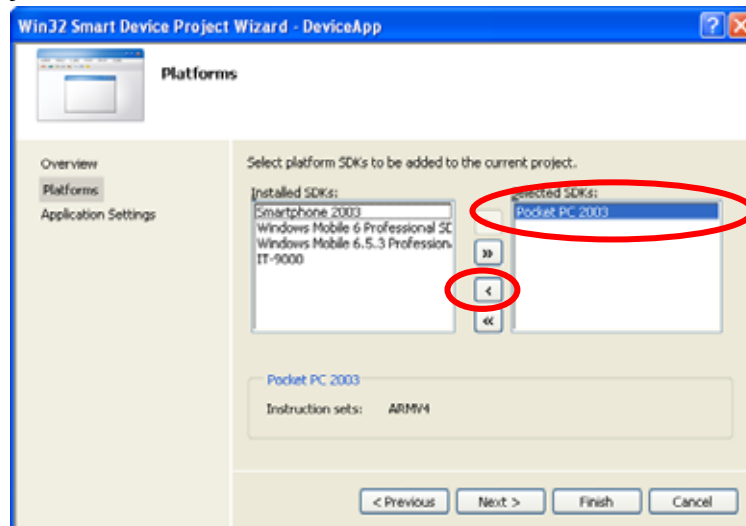 Win32 Smart Device Project Wizard - DeviceApp
Platforms
Overview
Platforms
Application Settings
Select platform SDKs to be added to the current project.
Installed SDKs:
Smartphone 2003
Windows Mobile 6 Professional
Windows Mobile 6.5.3 Profession
IT-9000
»
<
«
Selected SDKs:
Pocket PC 2003
Pocket PC 2003
Instruction sets: ARMV4
< Previous
Next >
Finish
Cancel